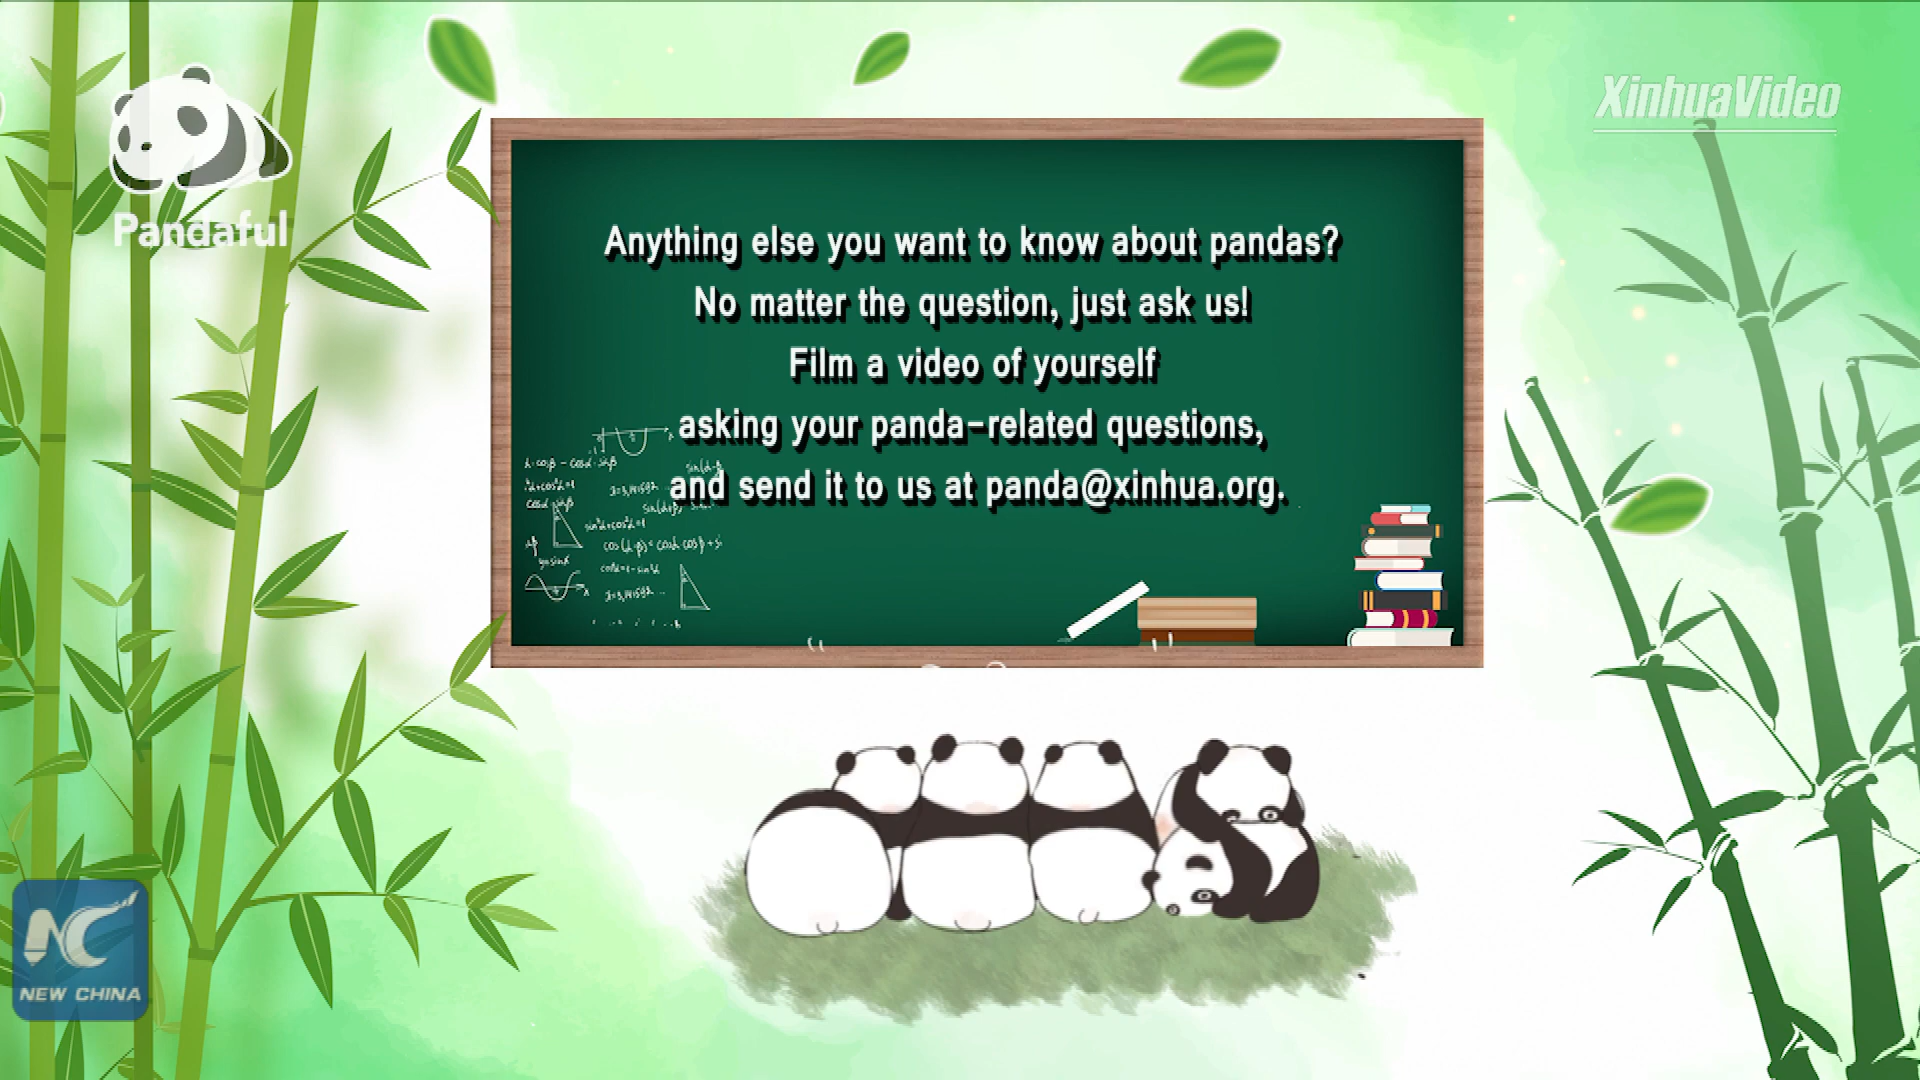 XinhuaVideo
Pandaful
Anything else you want to know about pandas?
No matter the question, just ask us!
Film a video of yourself
asking your panda-related questions,
and send it to us at panda@xinhua.org.
NEW CHINA